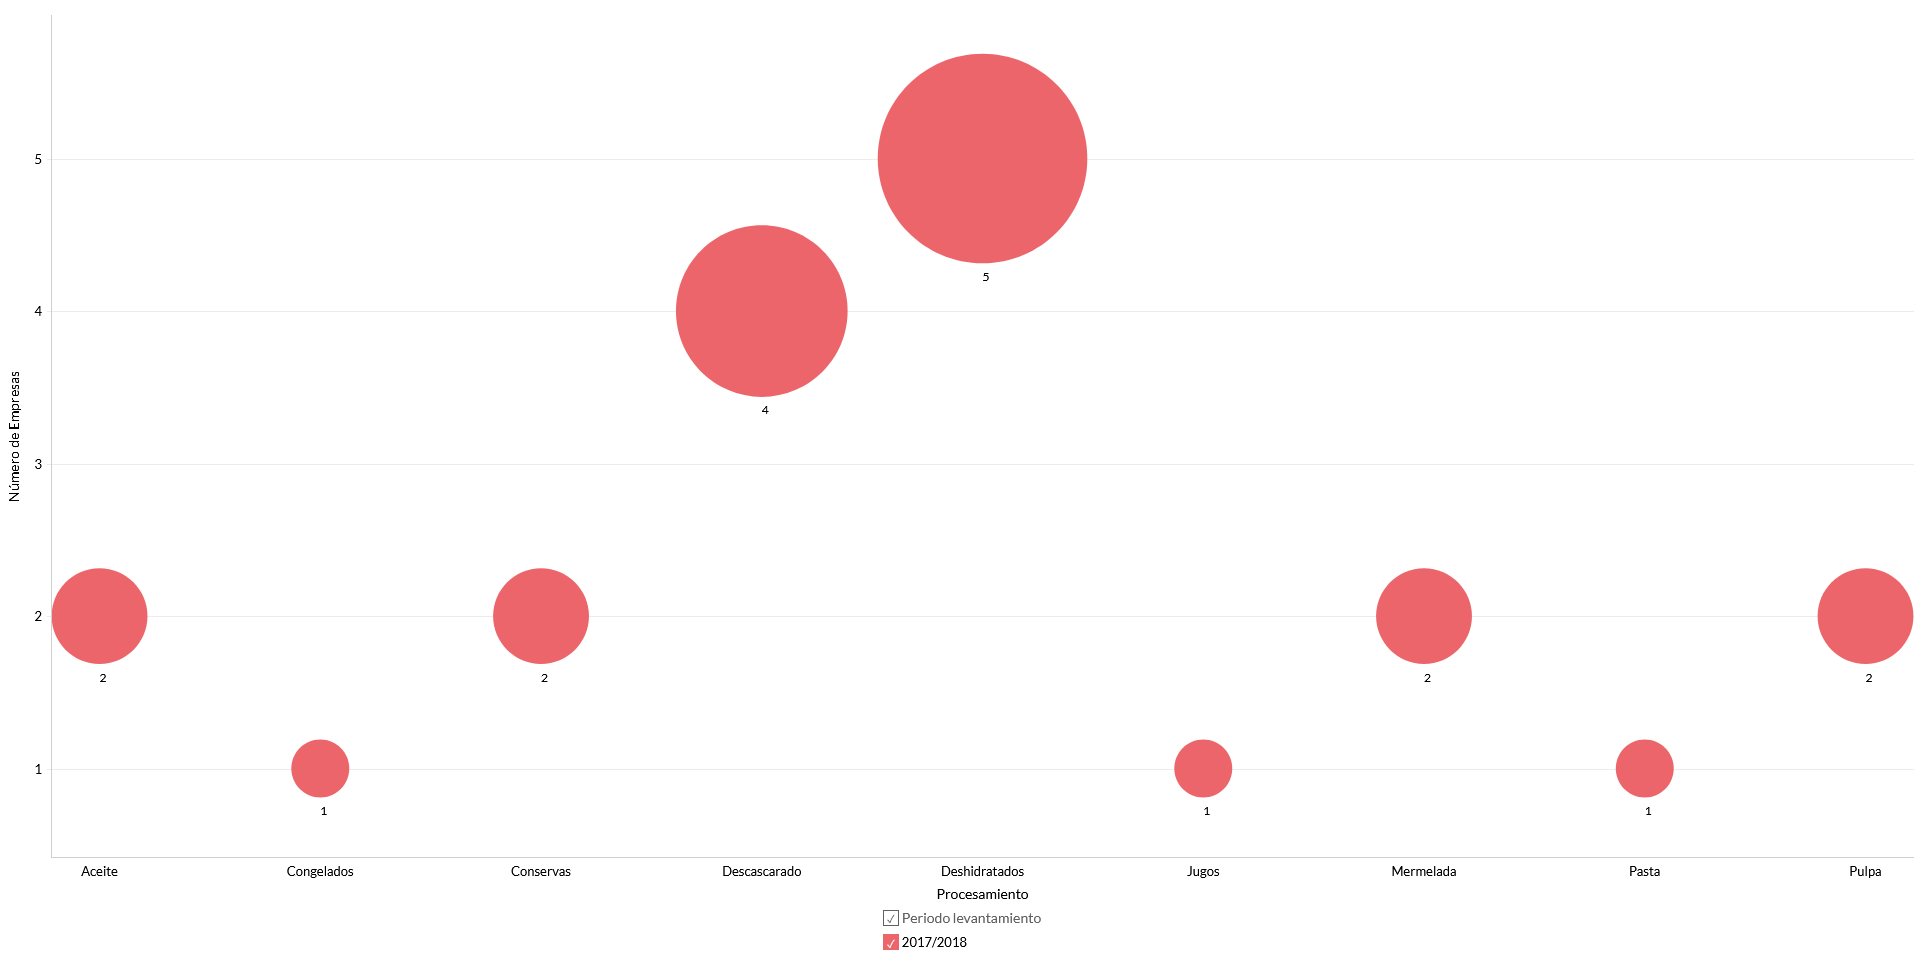 Número de Empresas
5
4
3
2
1
2
1
2
4
5
1
2
1
2
Aceite
Congelados
Conservas
Descascarado
Deshidratados
Jugos
Mermelada
Pasta
Pulpa
Procesamiento
Periodo levantamiento
2017/2018